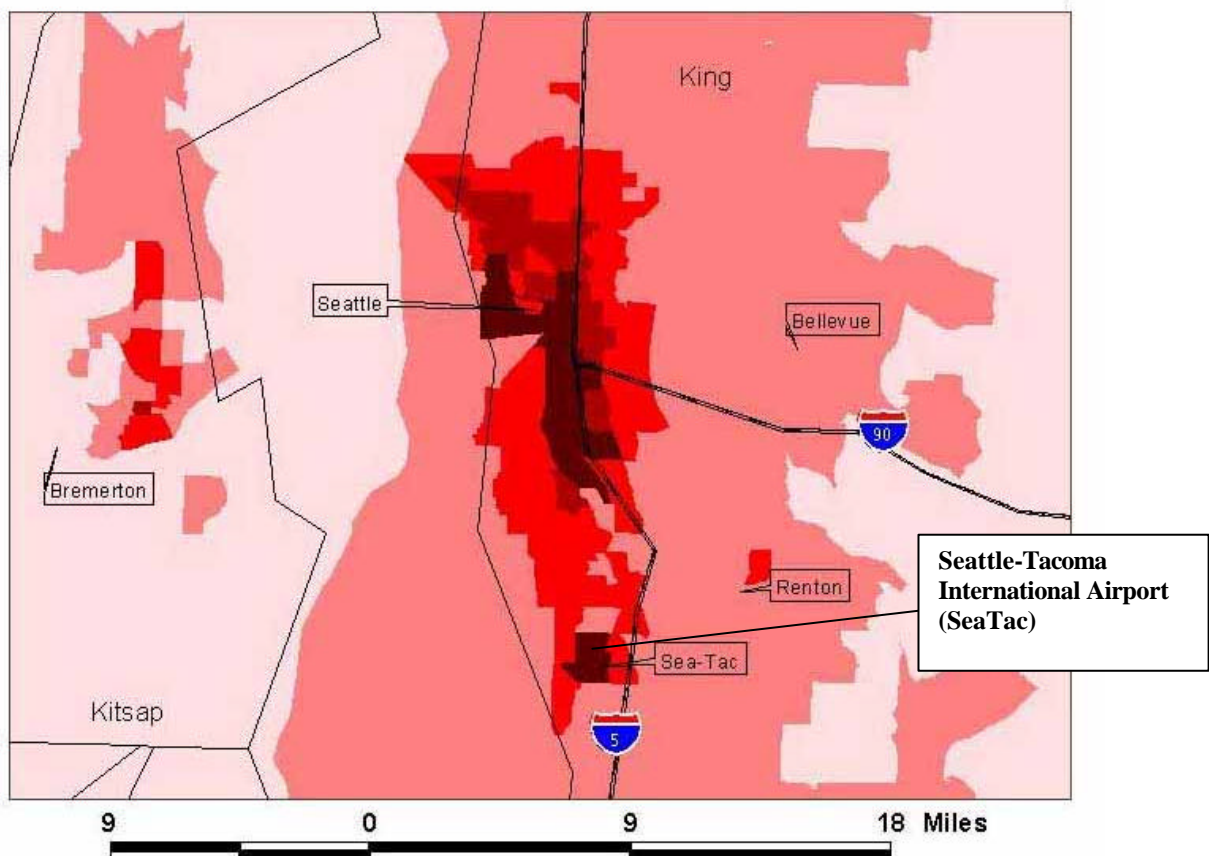 King
Seattle
Bellevue
90
Bremerton
Seattle-Tacoma
International Airport
(SeaTac)
Renton
Sea-Tac
Kitsap
5
9 0 9 18 Miles